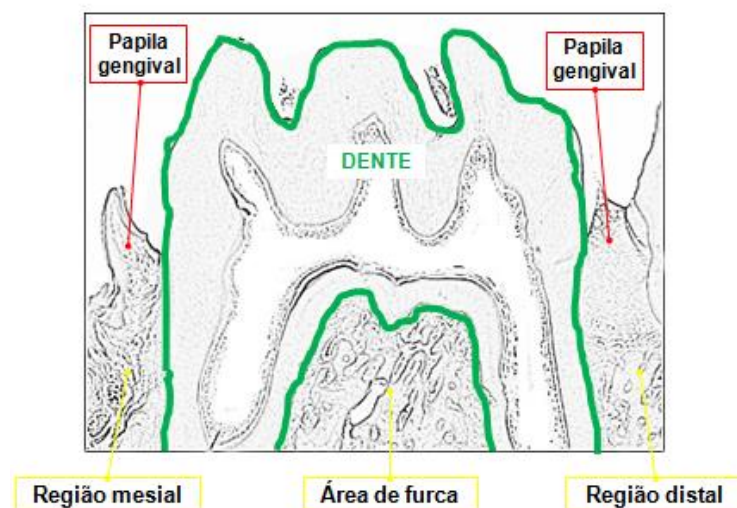 Papila
gengival
Papila
gengival
DENTE
Região mesial
Área de furca
Região distal